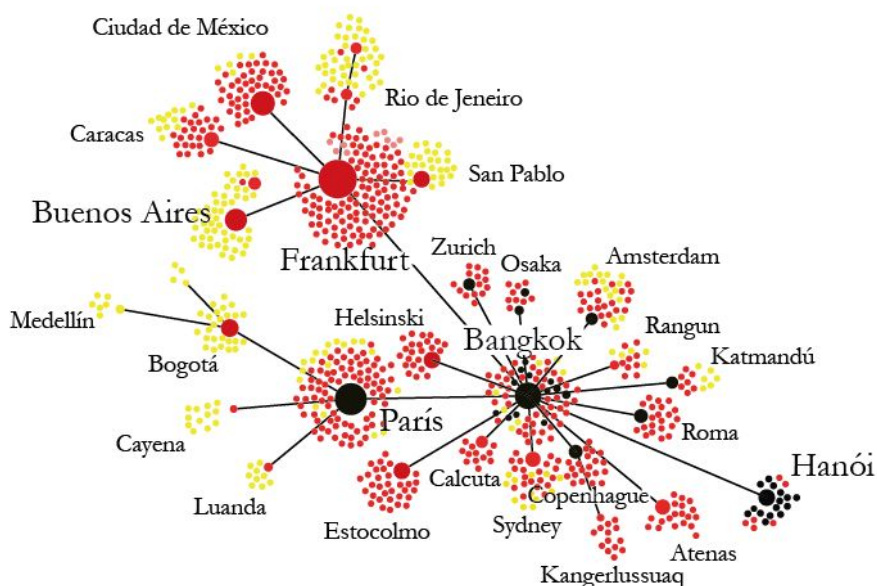 Ciudad de México
Rio de Jeneiro
Caracas
San Pablo
Buenos Aires
Frankfurt
Zurich
Osaka
Amsterdam
Medellín
Helsinki
Bangkok
Rangun
Bogotá
Katmandú
París
Cayena
Roma
Hanói
Luanda
Calcuta
Copenhague
Estocolmo
Sydney
Atenas
Kangerlussuaq